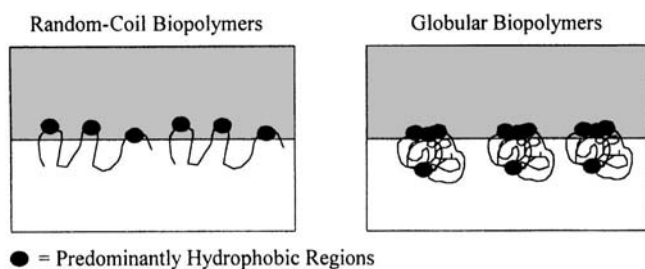 Random-Coil Biopolymers
Globular Biopolymers
= Predominantly Hydrophobic Regions